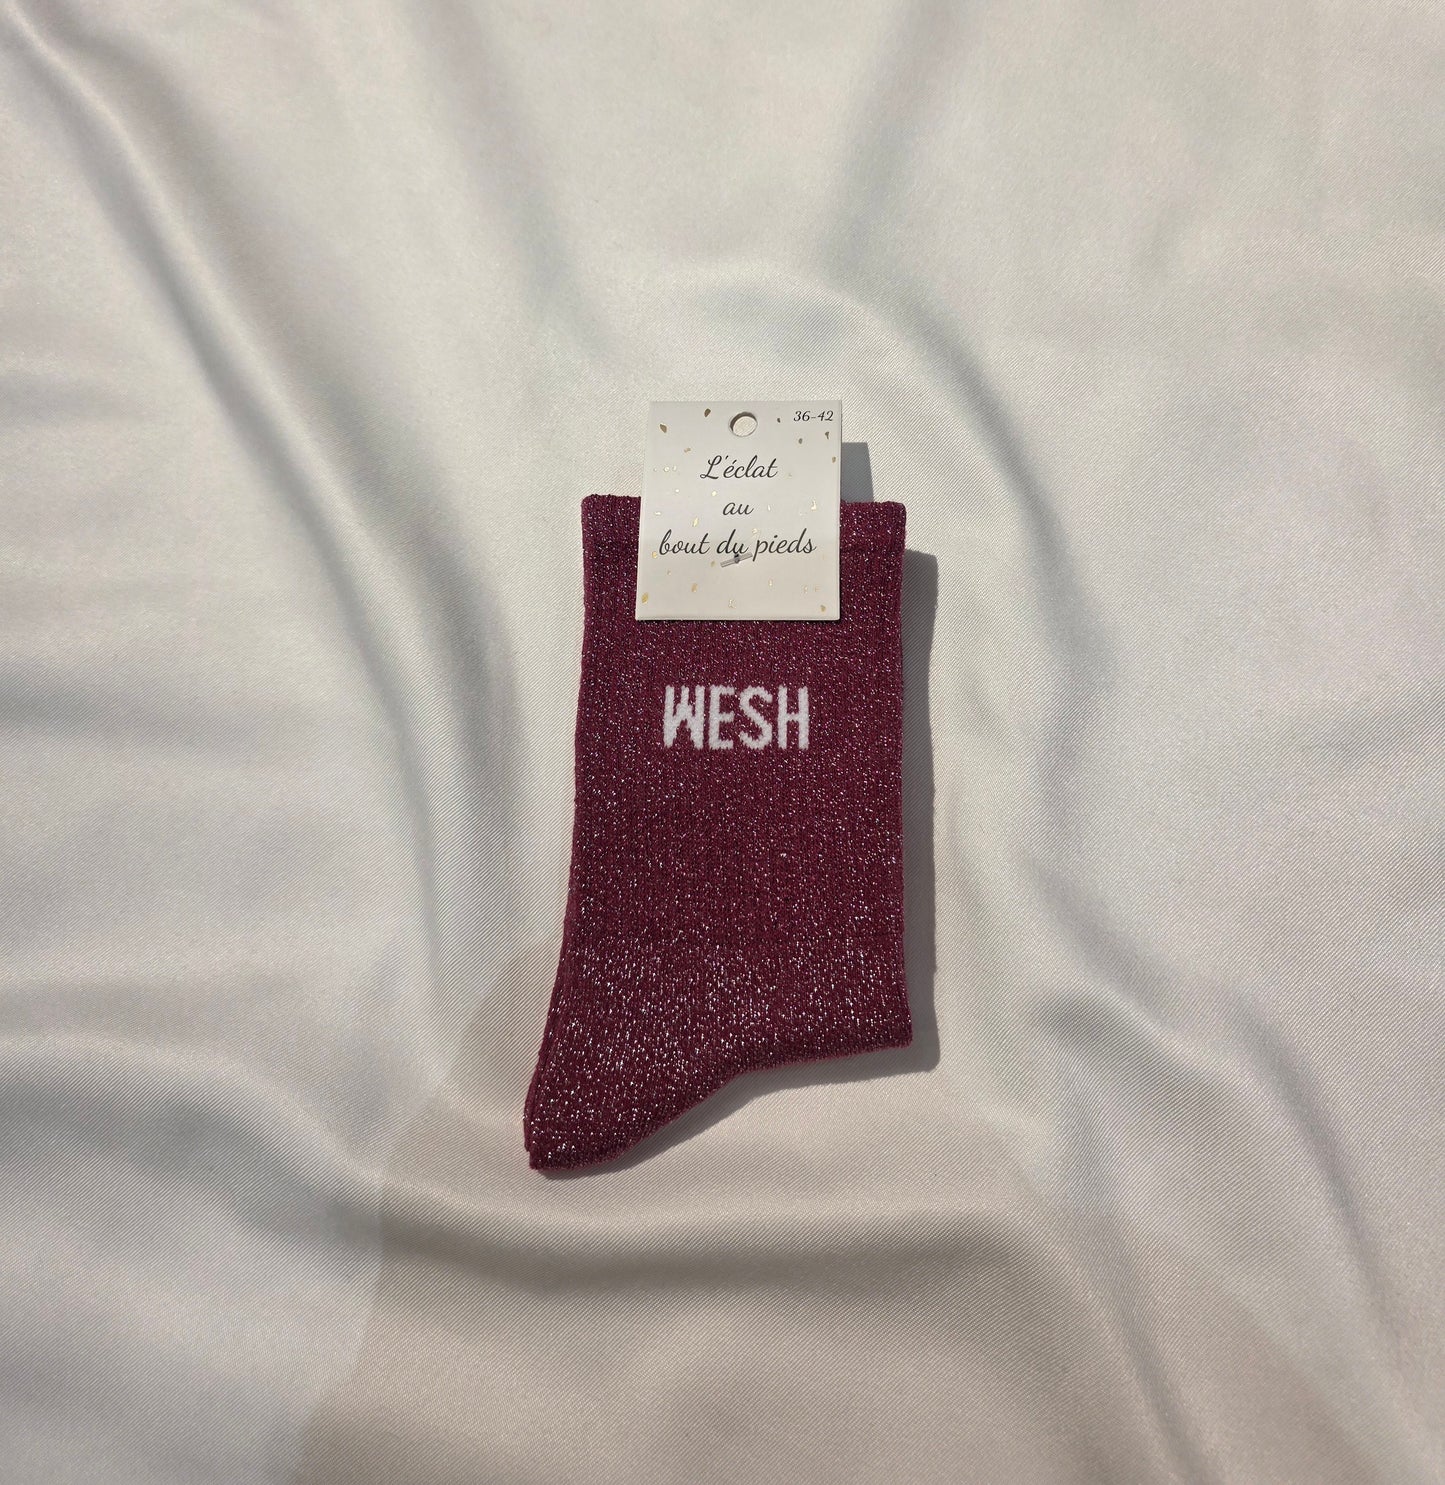 36-42
L'éclat
au
bout du pieds
WESH